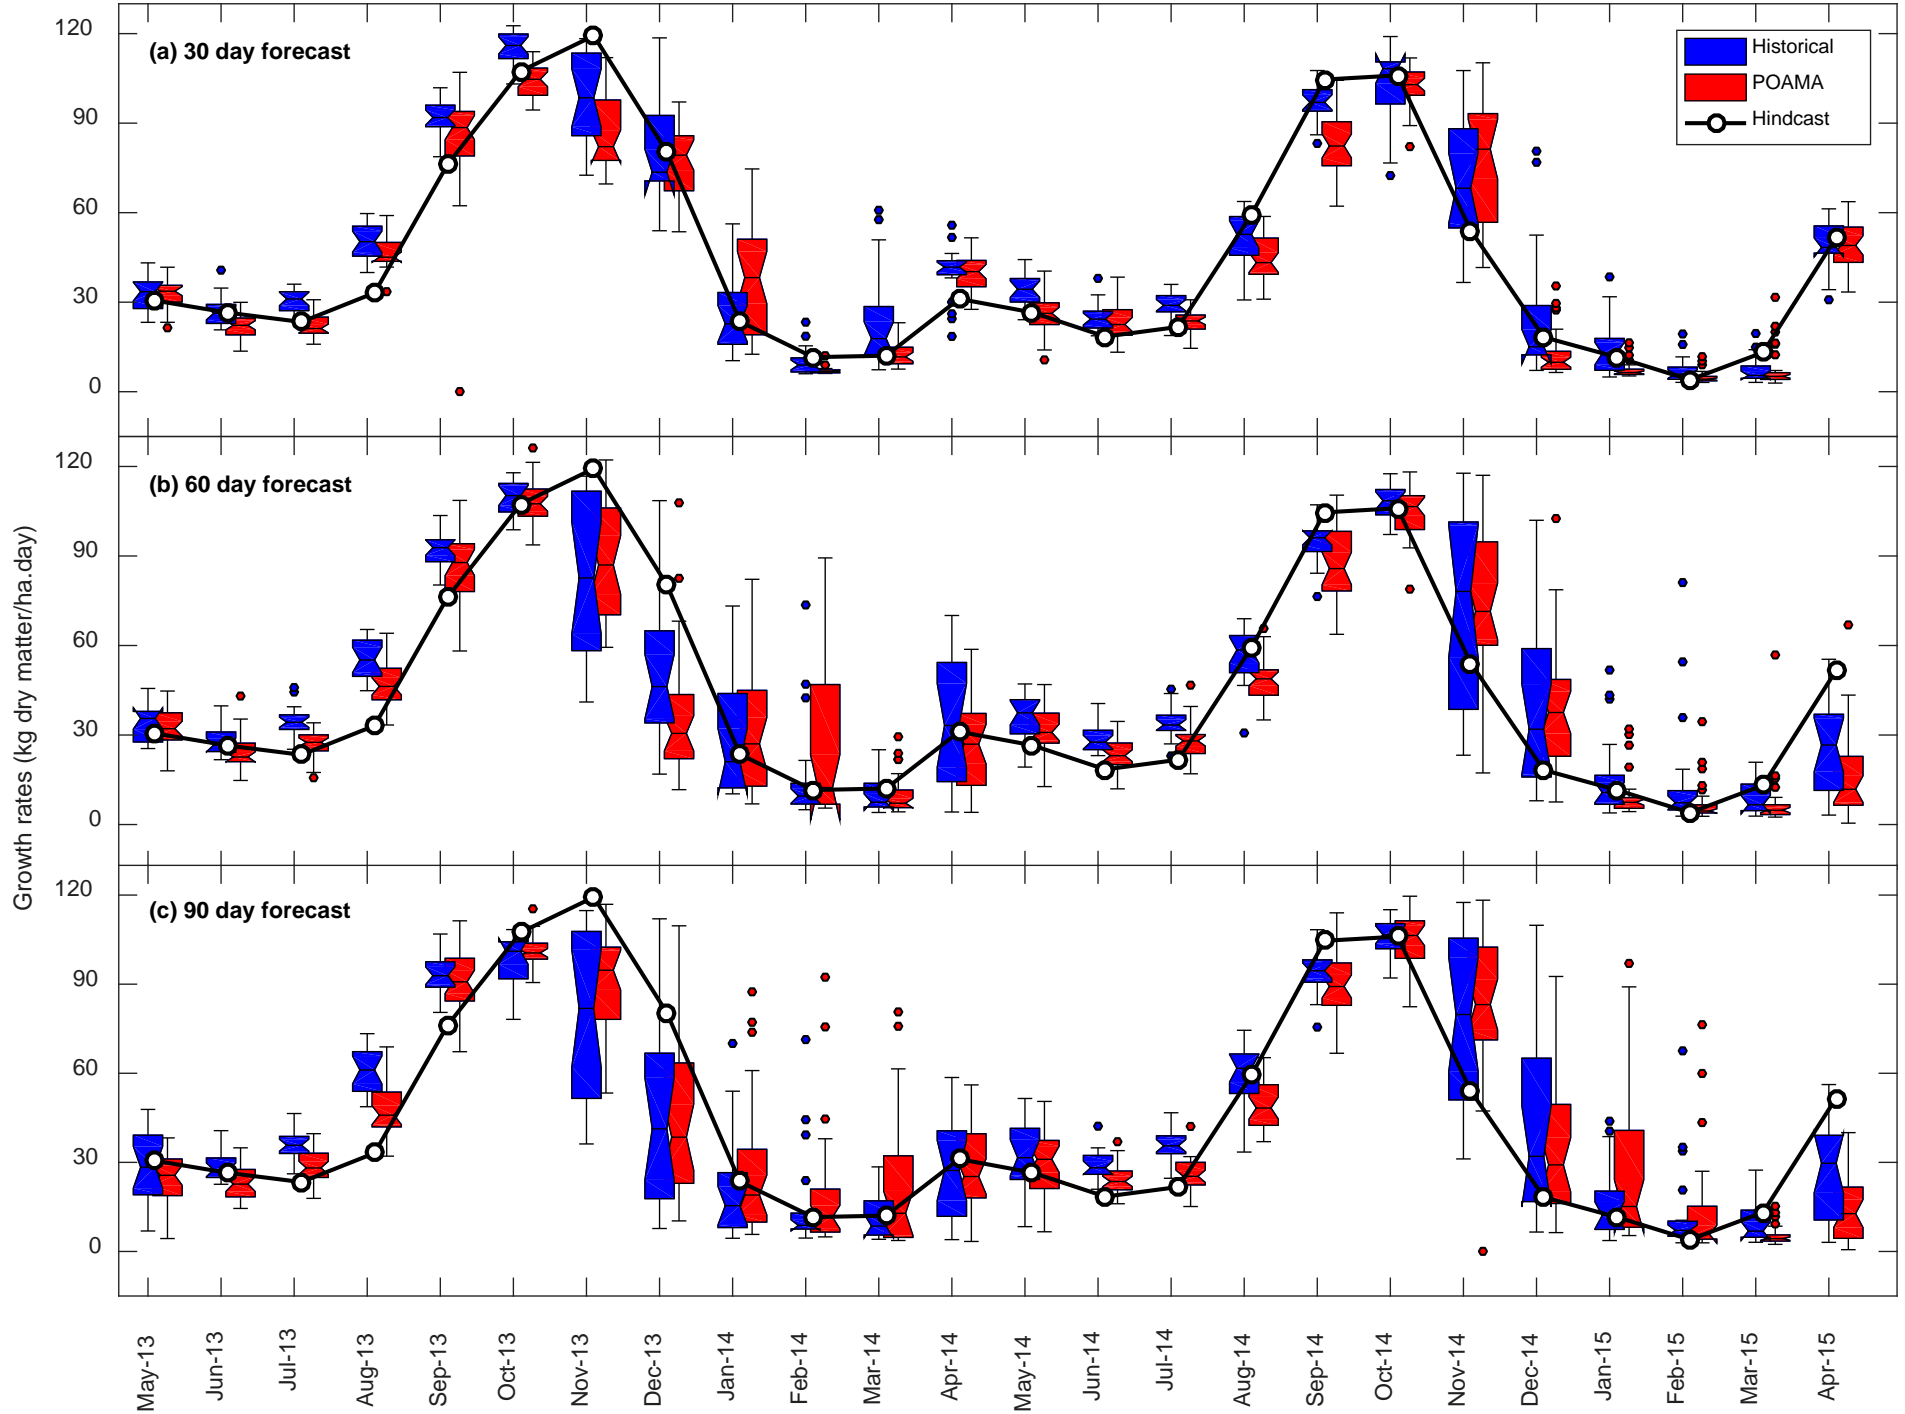 120
90
60
30
0
(a) 30 day forecast
Historical
POAMA
Hindcast
120
90
60
30
0
(b) 60 day forecast
Growth rates (kg dry matter/ha.day)
120
90
60
30
0
(c) 90 day forecast
May-13
Jun-13
Jul-13
Aug-13
Sep-13
Oct-13
Nov-13
Dec-13
Jan-14
Feb-14
Mar-14
Apr-14
May-14
Jun-14
Jul-14
Aug-14
Sep-14
Oct-14
Nov-14
Dec-14
Jan-15
Feb-15
Mar-15
Apr-15